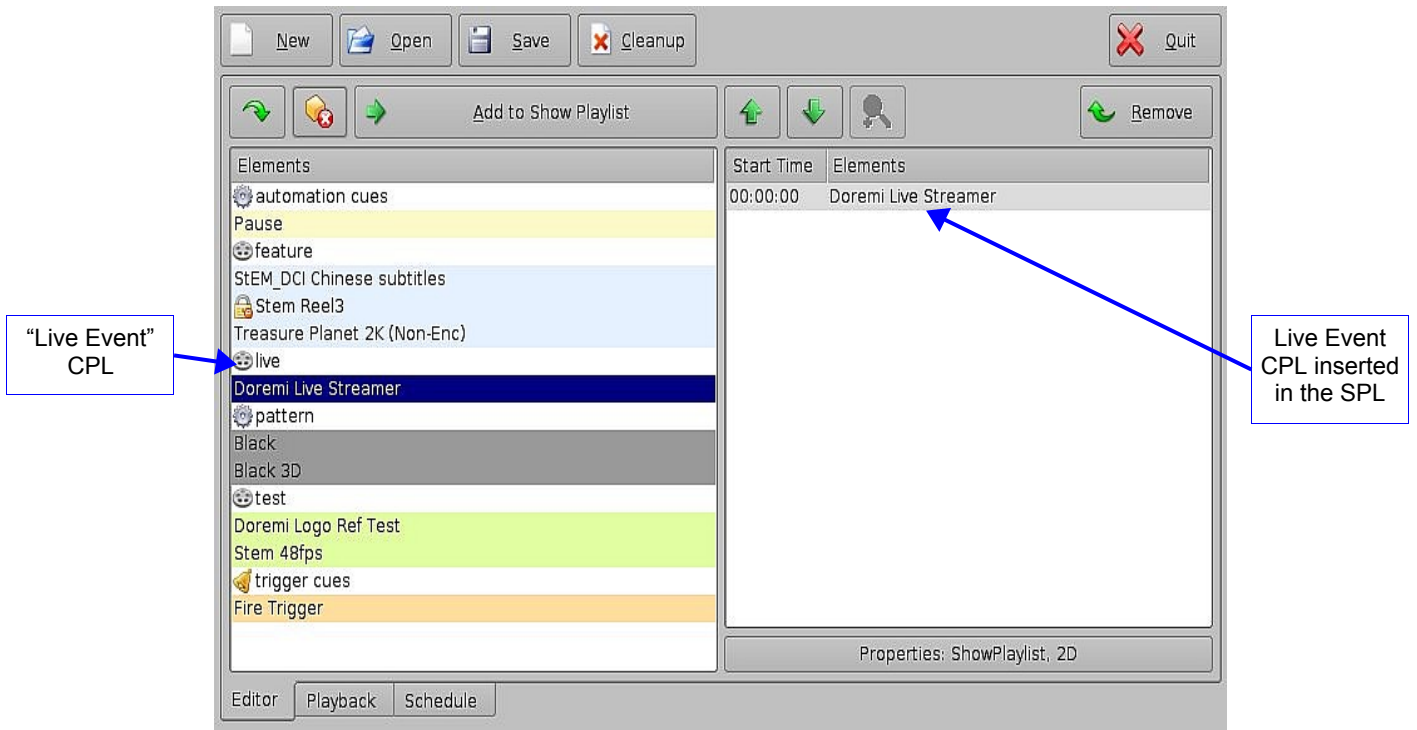 New Open Save Cleanup Quit
Add to Show Playlist Remove
Elements
automation cues
Pause
feature
StEM_DCI Chinese subtitles
Stem Reel3
Treasure Planet 2K (Non-Enc)
live
Doremi Live Streamer
pattern
Black
Black 3D
test
Doremi Logo Ref Test
Stem 48fps
trigger cues
Fire Trigger
Start Time Elements
00:00:00 Doremi Live Streamer
Properties: ShowPlaylist, 2D
Editor Playback Schedule
“Live Event”
CPL
Live Event
CPL inserted
in the SPL